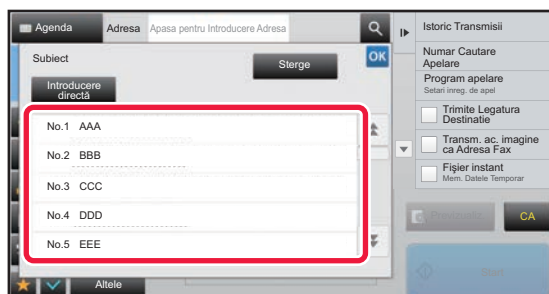 Agenda
Adresa
Apasa pentru Introducere Adresa
Istoric Transmisii
Subiect
Sterge
OK
Numar Cautare
Apelare
Introducere
directă
Program apelare
Setari inreg. de apel
No.1 AAA
Trimite Legatura
Destinatie
No.2 BBB
Transm. ac. imagine
ca Adresa Fax
No.3 CCC
Fișier instant
Mem. Datele Temporar
No.4 DDD
CA
No.5 EEE
Altele
Start